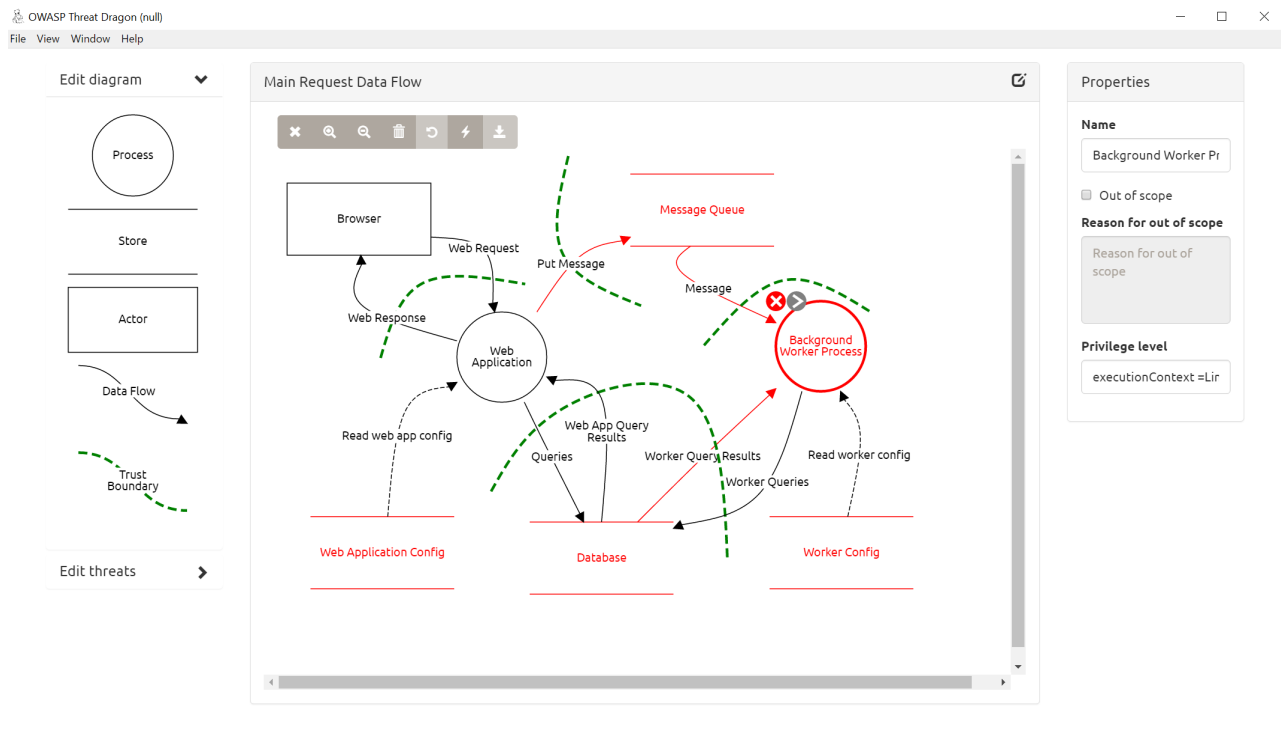 OWASP Threat Dragon (null)
File View Window Help
Edit diagram
Process
Store
Actor
Data Flow
Trust
Boundary
Edit threats
Main Request Data Flow
Browser
Message Queue
Web Request
Put Message
Message
Web Response
Web
Application
Background
Worker Process
Read web app config
Web App Query
Results
Queries
Worker Query Results
Read worker config
Worker Queries
Web Application Config
Database
Worker Config
Properties
Name
Background Worker Pr
Out of scope
Reason for out of scope
Reason for out of
scope
Privilege level
executionContext =Lir